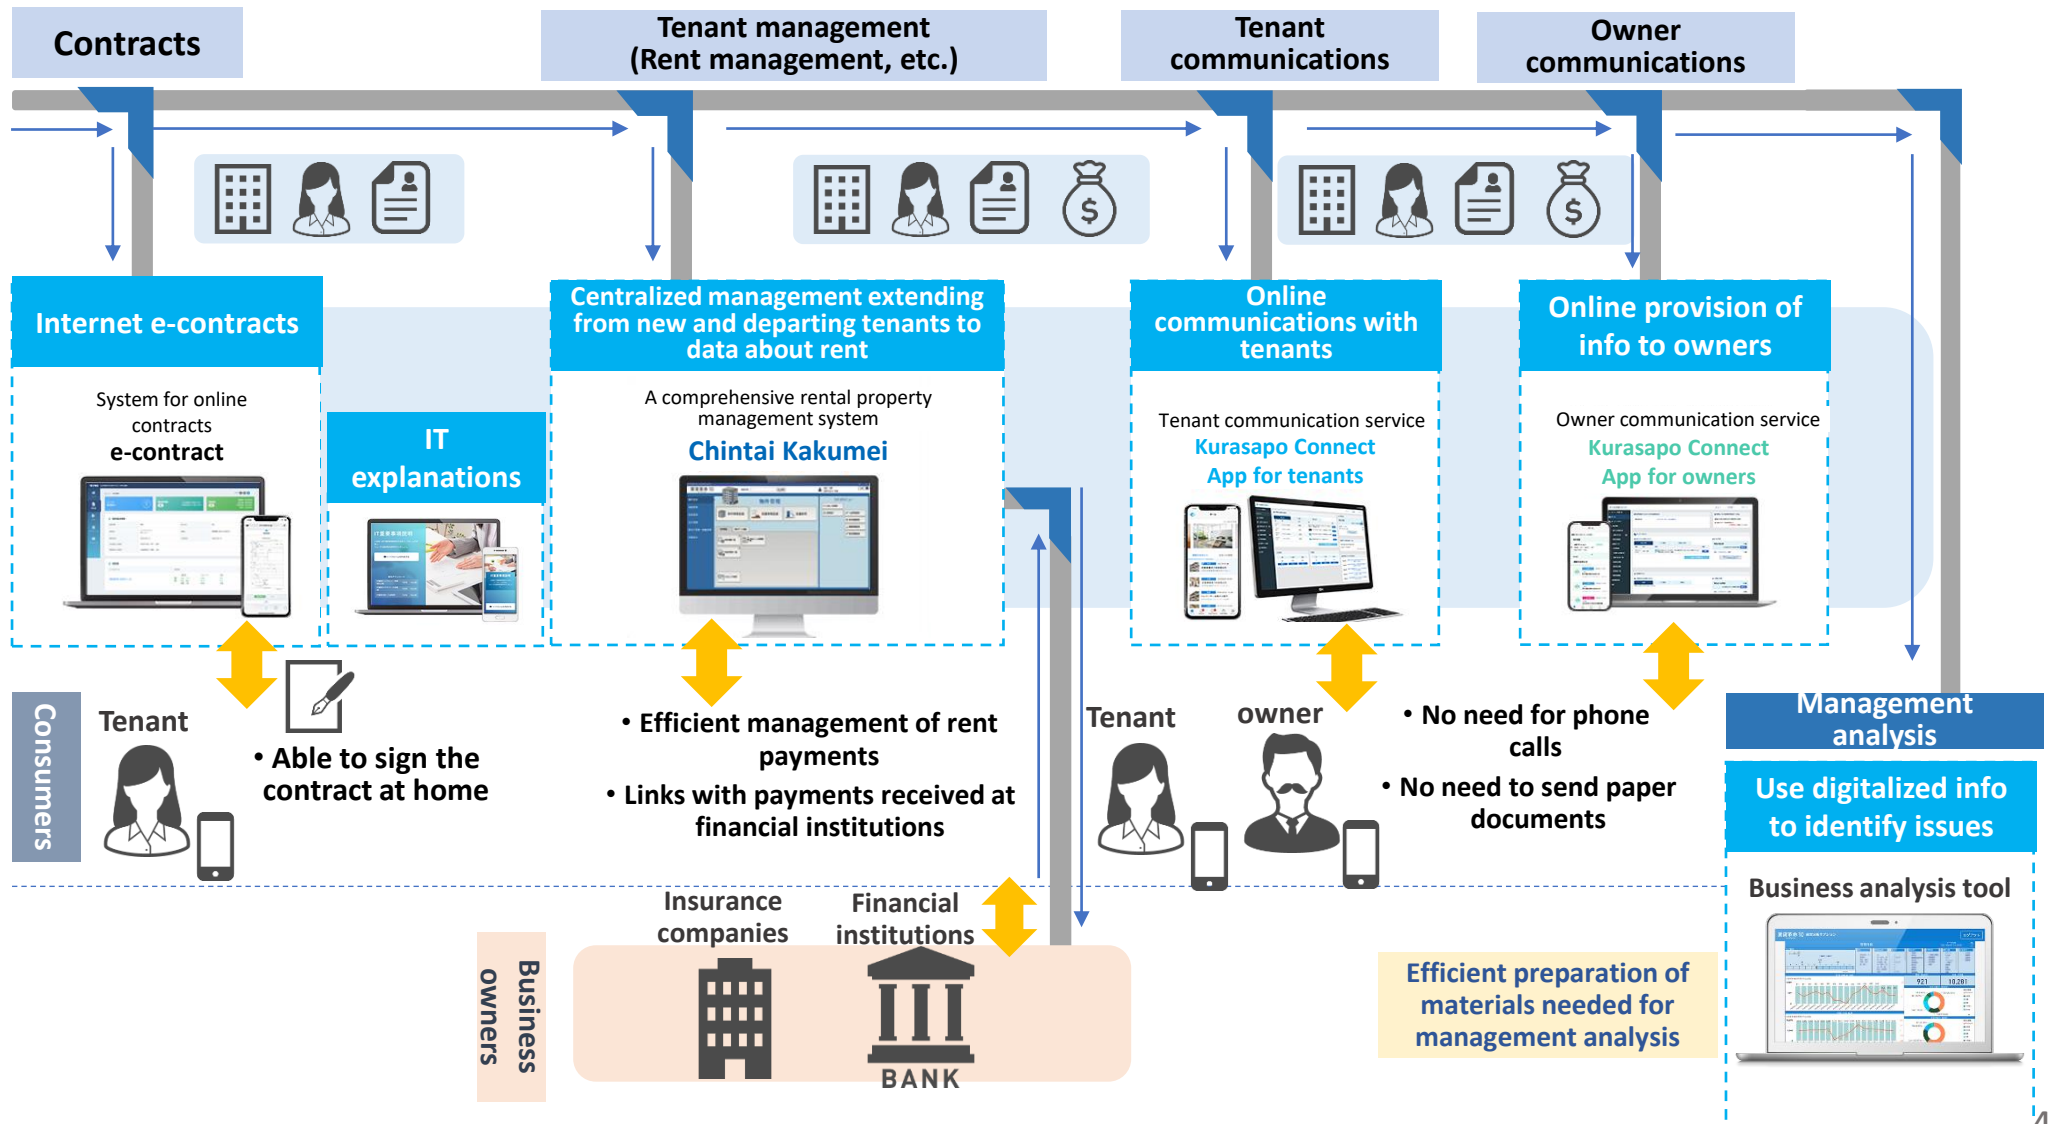 Contracts
Tenant management
(Rent management, etc.)
Tenant
communications
Owner
communications
$
$
Internet e-contracts
Centralized management extending
from new and departing tenants to
data about rent
Online
communications with
tenants
Online provision of
info to owners
System for online
contracts
e-contract
IT
explanations
A comprehensive rental property
management system
Chintai Kakumei
Tenant communication service
Kurasapo Connect
App for tenants
Owner communication service
Kurasapo Connect
App for owners
Consumers
Tenant
• Able to sign the
contract at home
• Efficient management of rent
payments
• Links with payments received at
financial institutions
Tenant
owner
• No need for phone
calls
• No need to send paper
documents
Management
analysis
Use digitalized info
to identify issues
Business analysis tool
921
10,281
Business
owners
Insurance
companies
Financial
institutions
BANK
Efficient preparation of
materials needed for
management analysis
4